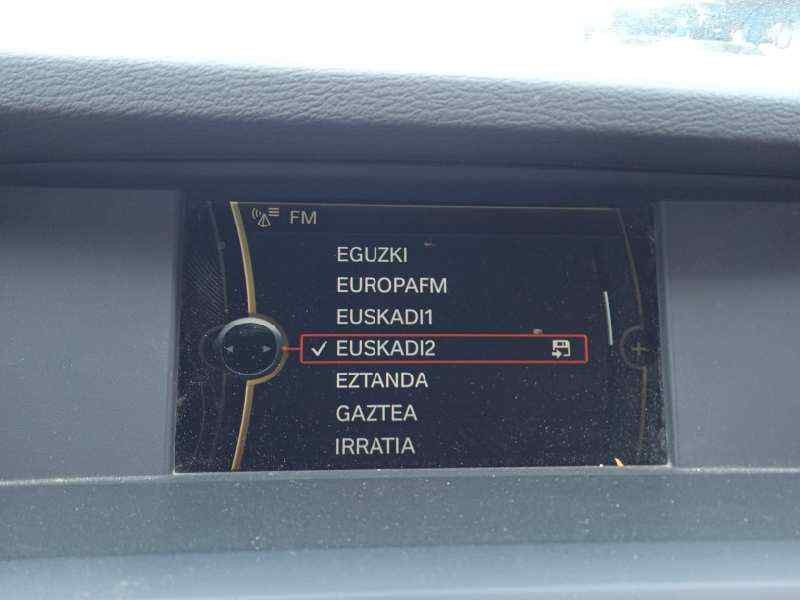 FM
EGUZKI
EUROPAFM
EUSKADI1
EUSKADI2
EZTANDA
GAZTEA
IRRATIA